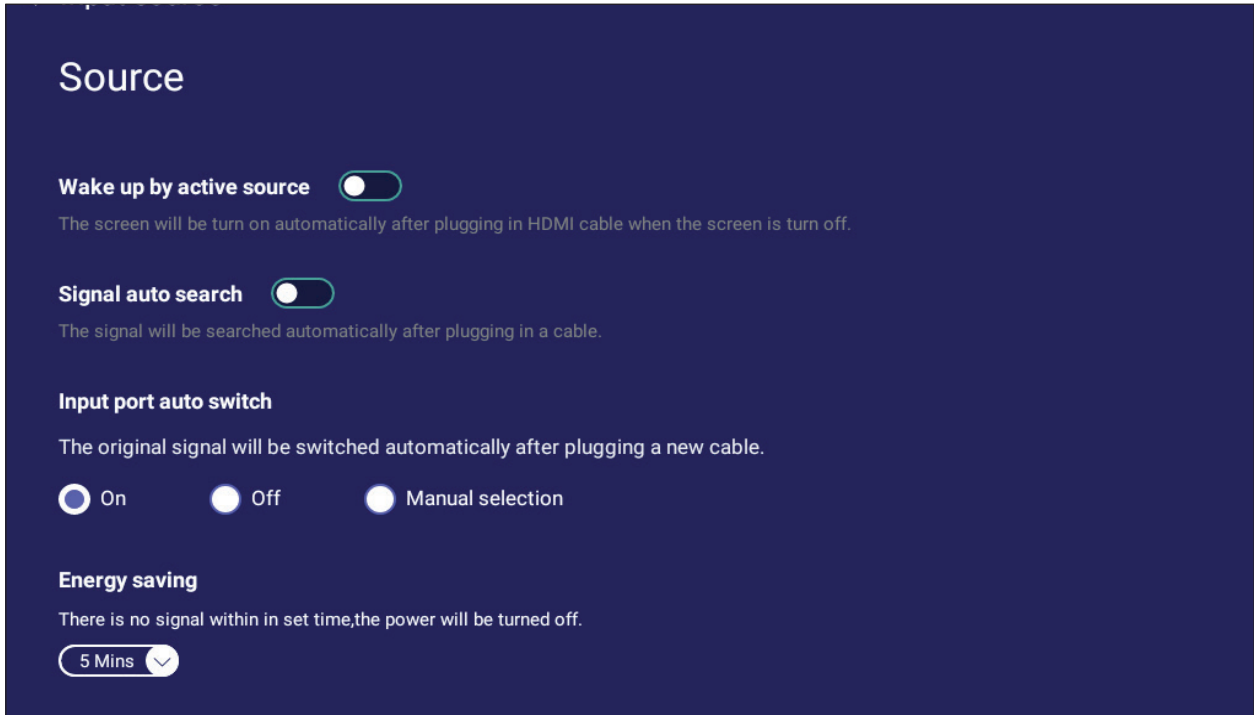 Source
Wake up by active source
The screen will be turn on automatically after plugging in HDMI cable when the screen is turn off.
Signal auto search
The signal will be searched automatically after plugging in a cable.
Input port auto switch
The original signal will be switched automatically after plugging a new cable.
On Off Manual selection
Energy saving
There is no signal within in set time,the power will be turned off.
5 Mins